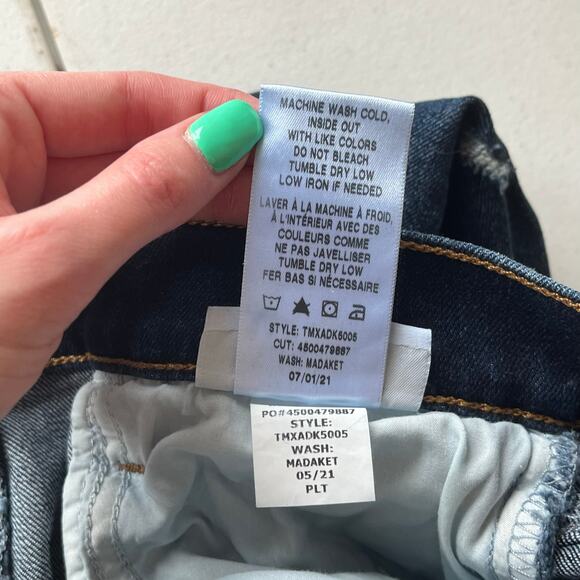 MACHINE WASH COLD,
INSIDE OUT
WITH LIKE COLORS
DO NOT BLEACH
TUMBLE DRY LOW
LOW IRON IF NEEDED
LAVER À LA MACHINE À FROID,
À L'INTÉRIEUR AVEC DES
COULEURS COMME
NE PAS JAVELLISER
TUMBLE DRY LOW
FER BAS SI NÉCESSAIRE
STYLE: TMXADK5005
CUT: 4500479887
WASH: MADAKET
07/01/21
PO#4500479887
STYLE:
TMXADK5005
WASH:
MADAKET
05/21
PLT